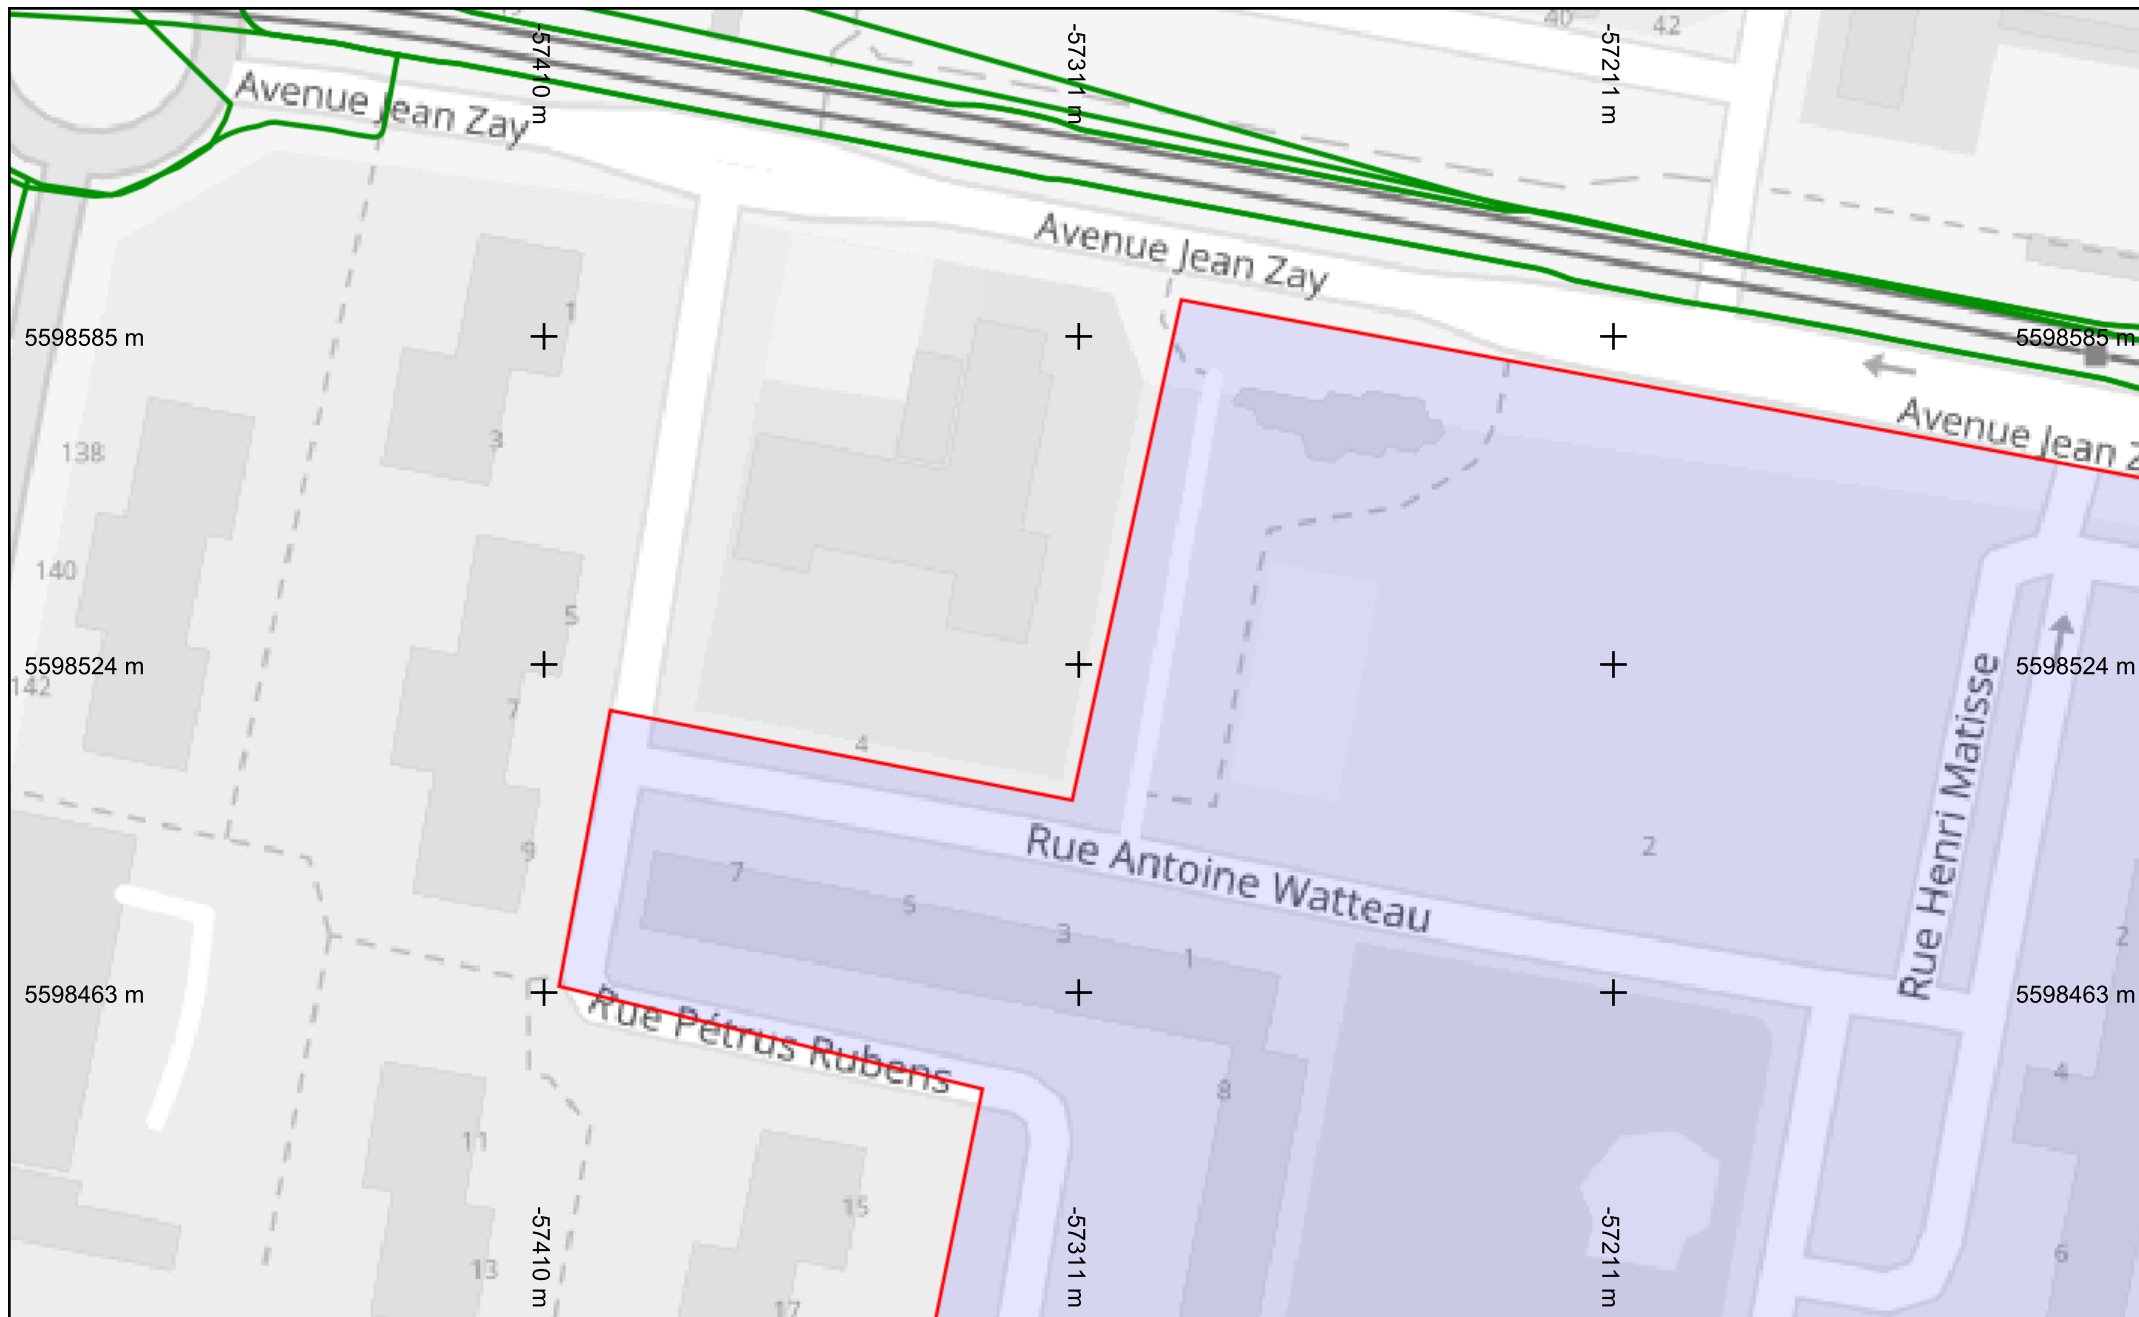 40
42
-57410 m
-57311 m
-57211 m
Avenue Jean Zay
Avenue Jean Zay
1
5598585 m
5598585 m
Avenue Jean Z
3
138
140
5
5598524 m
5598524 m
142
7
4
Rue Henri Matisse
Rue Antoine Watteau
2
9
7
5
3
1
2
5598463 m
5598463 m
Rue Pétrus Rubens
8
4
11
15
6
13
17
-57410 m
-57311 m
-57211 m